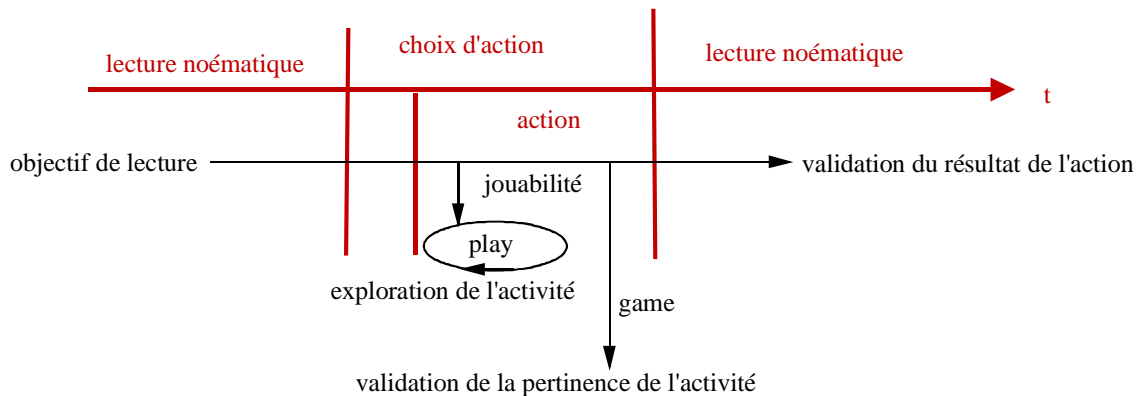 choix d'action
lecture noématique
lecture noématique
t
action
objectif de lecture
validation du résultat de l'action
jouabilité
play
exploration de l'activité
game
validation de la pertinence de l'activité